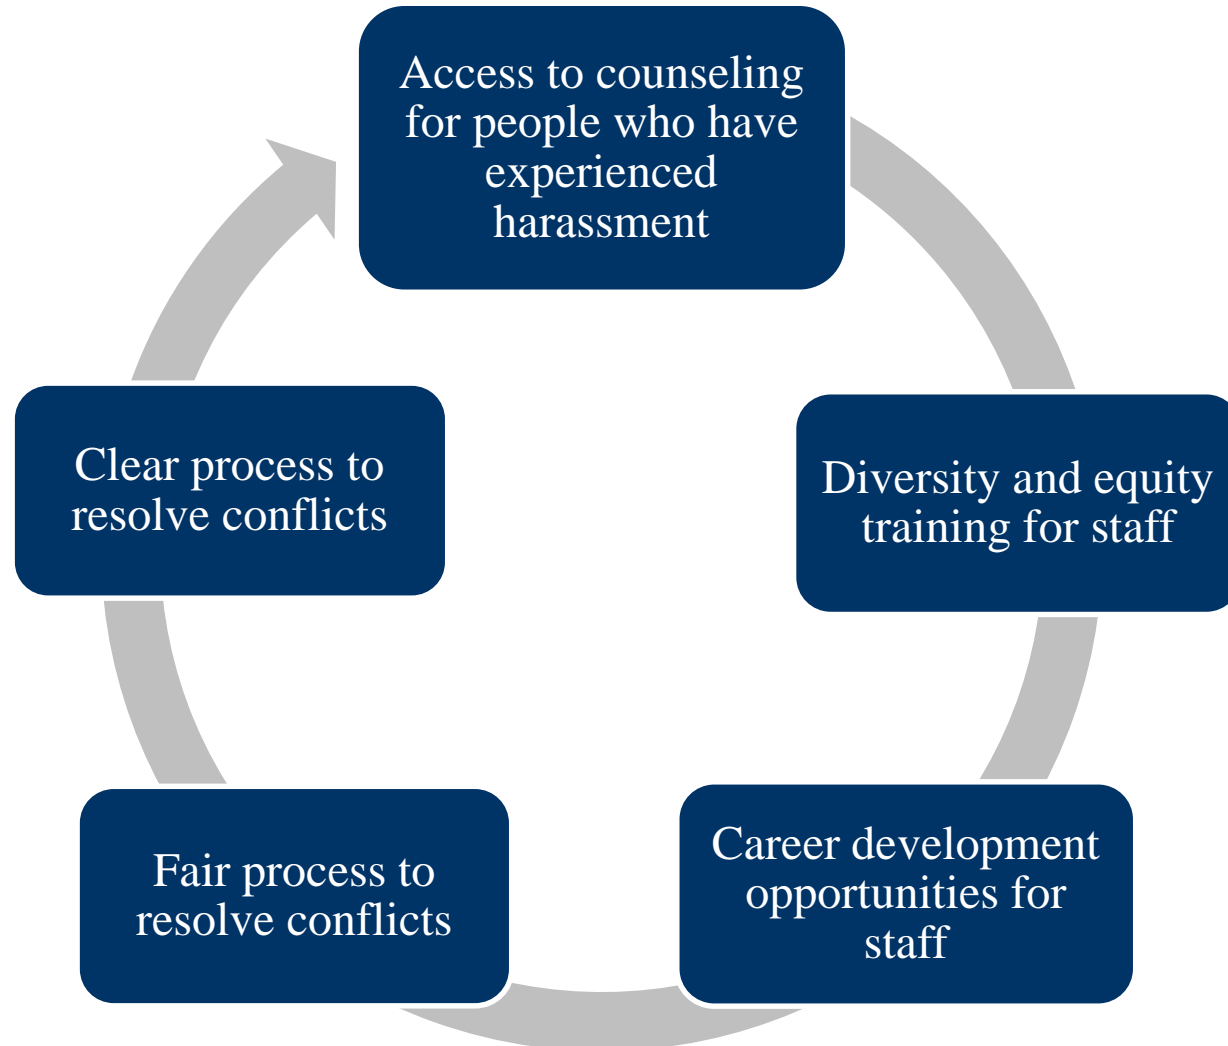 Access to counseling
for people who have
experienced
harassment
Diversity and equity
training for staff
Career development
opportunities for
staff
Fair process to
resolve conflicts
Clear process to
resolve conflicts